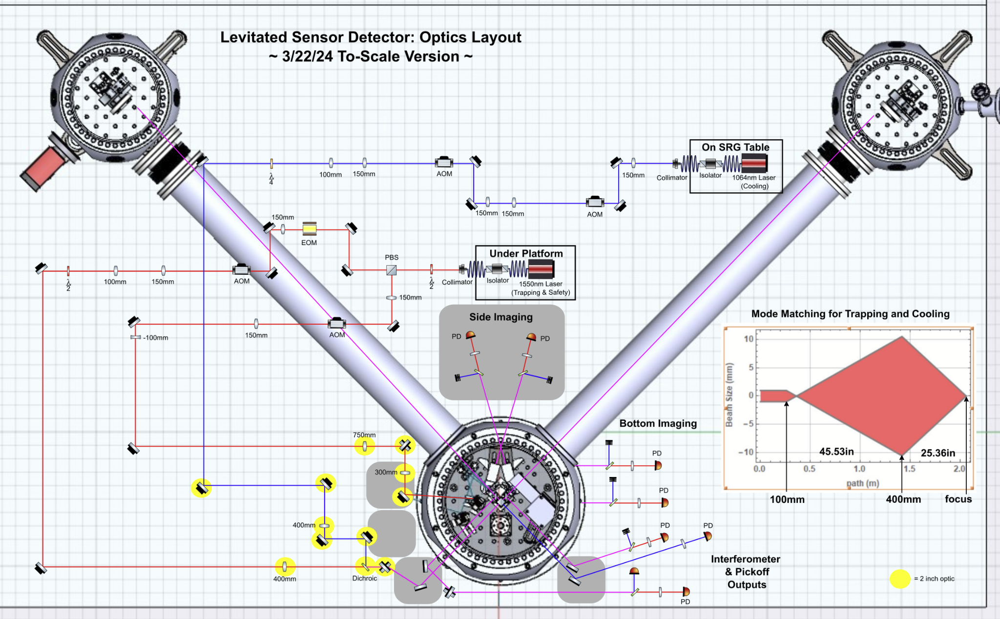 Levitated Sensor Detector: Optics Layout
~ 3/22/24 To-Scale Version ~
On SRG Table
Collimator
Isolator
1064nm Laser
(Cooling)
150mm
AOM
150mm
100mm
λ
4
AOM
150mm
150mm
150mm
EOM
PBS
Under Platform
Collimator
Isolator
1550nm Laser
(Trapping & Safety)
λ
2
AOM
150mm
100mm
λ
2
150mm
AOM
150mm
-100mm
Side Imaging
PD
PD
Mode Matching for Trapping and Cooling
Beam Size (mm)
10
5
0
−5
−10
45.53in
25.36in
0.0
0.5
1.0
1.5
2.0
path (m)
100mm
400mm
focus
Bottom Imaging
PD
PD
750mm
300mm
400mm
400mm
Dichroic
PD
PD
PD
Interferometer
& Pickoff
Outputs
= 2 inch optic